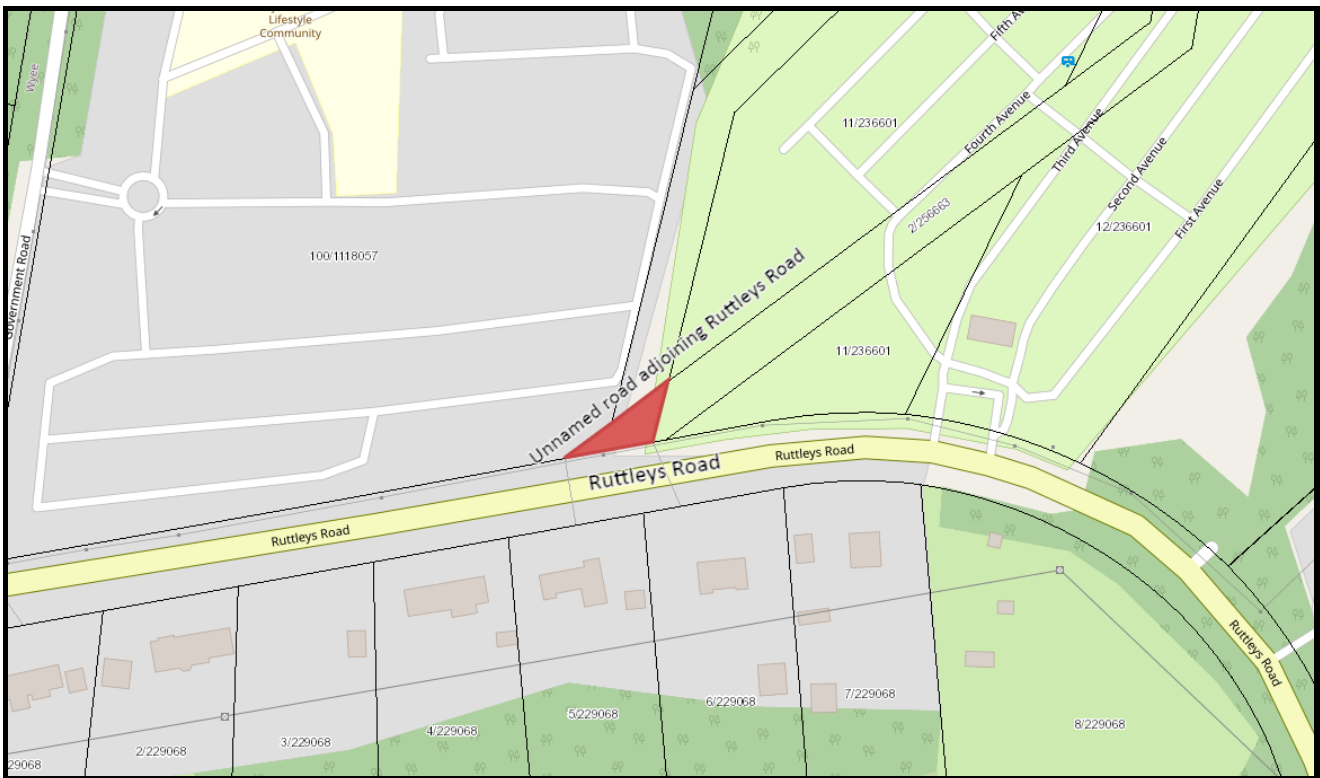 Lifestyle
Community
Wyee
Fifth Av
11/236601
Fourth Avenue
Third Avenue
Second Avenue
First Avenue
2/256663
12/236601
100/1118057
Government Road
Unnamed road adjoining Ruttleys Road
11/236601
Ruttleys Road
Ruttleys Road
Ruttleys Road
Ruttleys Road
2/229068
3/229068
4/229068
5/229068
6/229068
7/229068
8/229068
29068